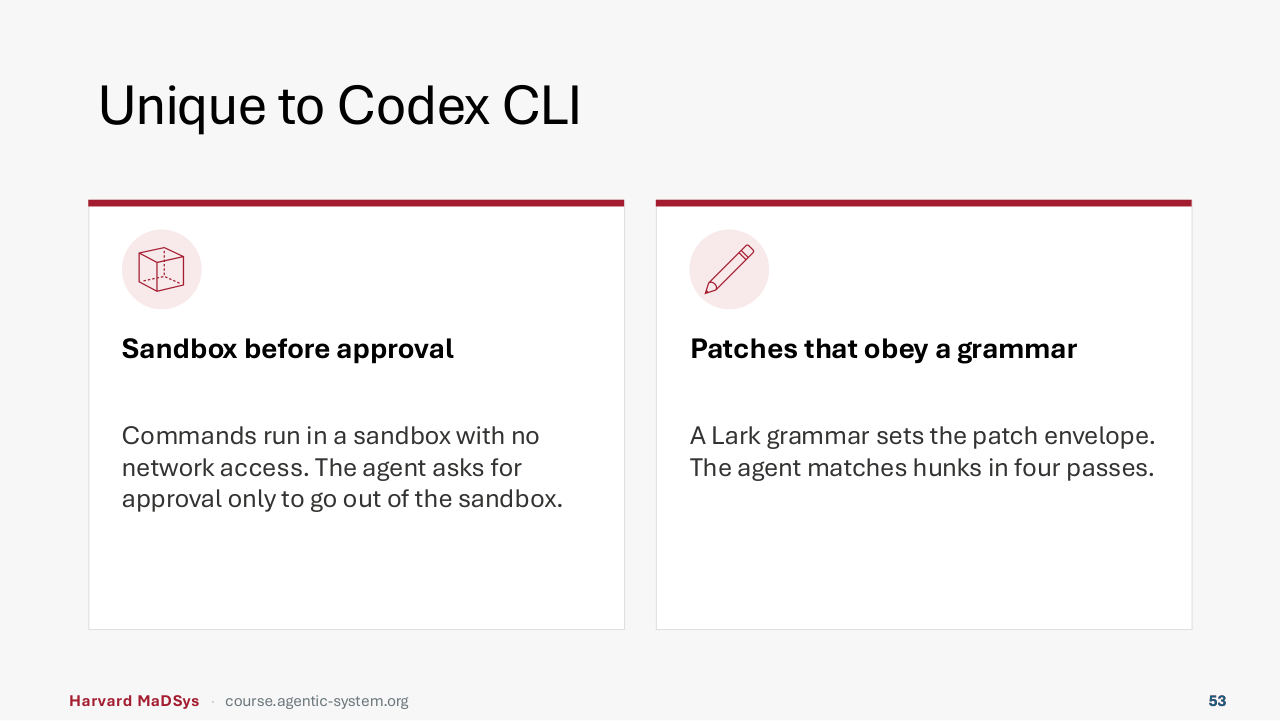 Unique to Codex CLI
Sandbox before approval
Commands run in a sandbox with no
network access. The agent asks for
approval only to go out of the sandbox.
Patches that obey a grammar
A Lark grammar sets the patch envelope.
The agent matches hunks in four passes.
Harvard MaDSys · course.agentic-system.org
53